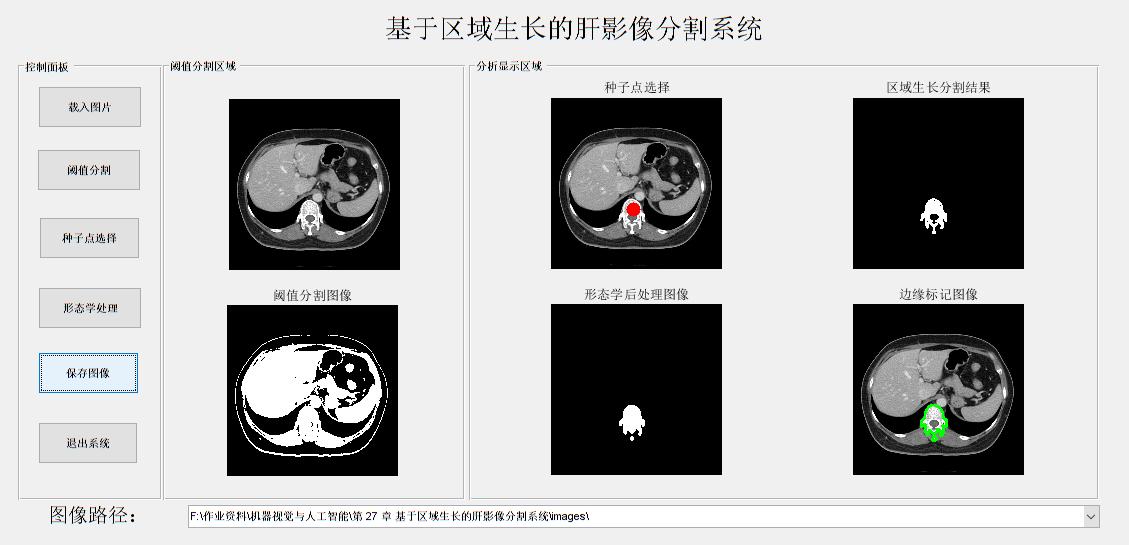 基于区域生长的肝影像分割系统
控制面板
载入图片
阈值分割
种子点选择
形态学处理
保存图像
退出系统
阈值分割区域
阈值分割图像
分析显示区域
种子点选择
区域生长分割结果
形态学后处理图像
边缘标记图像
图像路径：
F:\作业资料\机器视觉与人工智能\第 27 章 基于区域生长的肝影像分割系统\images\